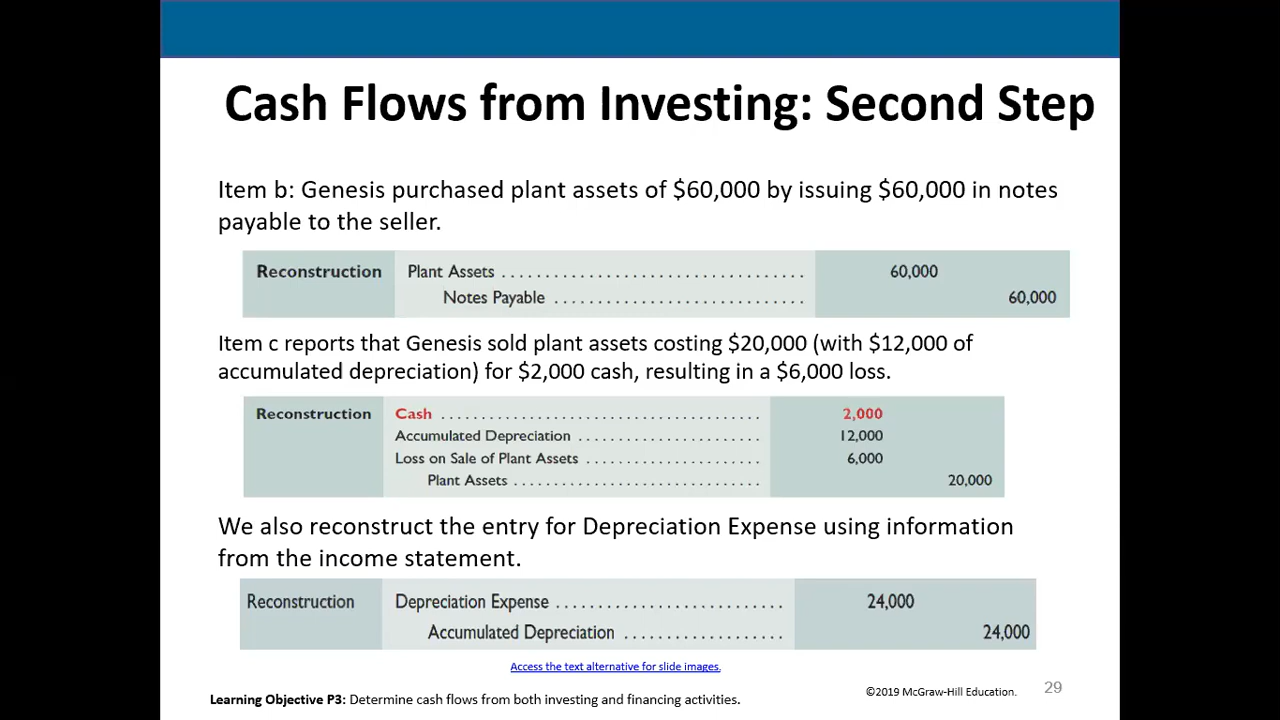 Cash Flows from Investing: Second Step
Item b: Genesis purchased plant assets of $60,000 by issuing $60,000 in notes
payable to the seller.
Reconstruction Plant Assets .................................. 60,000
Notes Payable ............................ 60,000
Item c reports that Genesis sold plant assets costing $20,000 (with $12,000 of
accumulated depreciation) for $2,000 cash, resulting in a $6,000 loss.
Reconstruction Cash ........................................ 2,000
Accumulated Depreciation ....................... 12,000
Loss on Sale of Plant Assets ...................... 6,000
Plant Assets ............................... 20,000
We also reconstruct the entry for Depreciation Expense using information
from the income statement.
Reconstruction Depreciation Expense .......................... 24,000
Accumulated Depreciation .................. 24,000
Access the text alternative for slide images.
Learning Objective P3: Determine cash flows from both investing and financing activities.
©2019 McGraw-Hill Education. 29